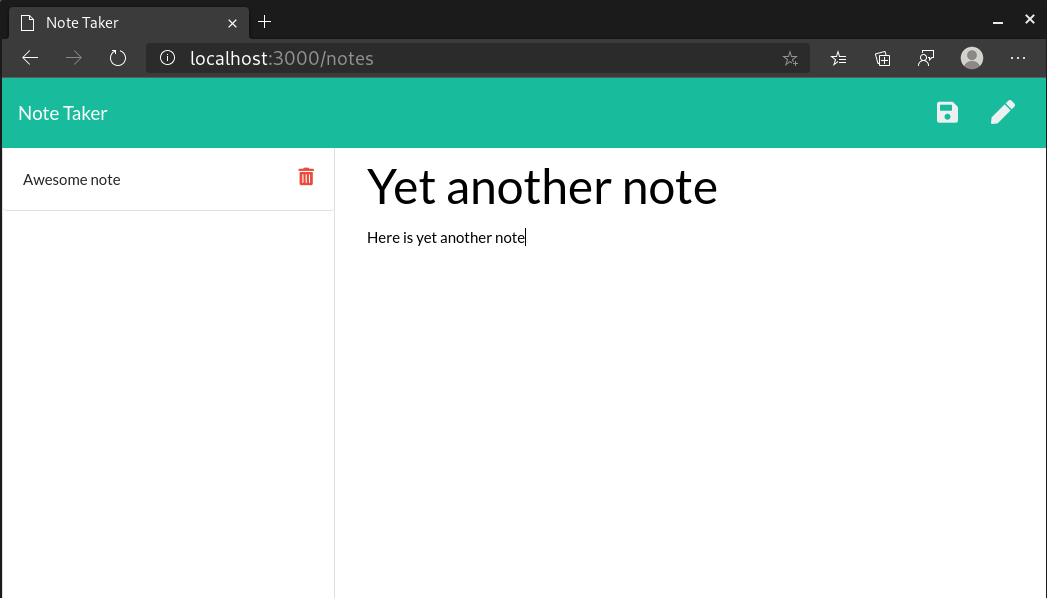 Note Taker
localhost:3000/notes
Note Taker
Awesome note
Yet another note
Here is yet another note